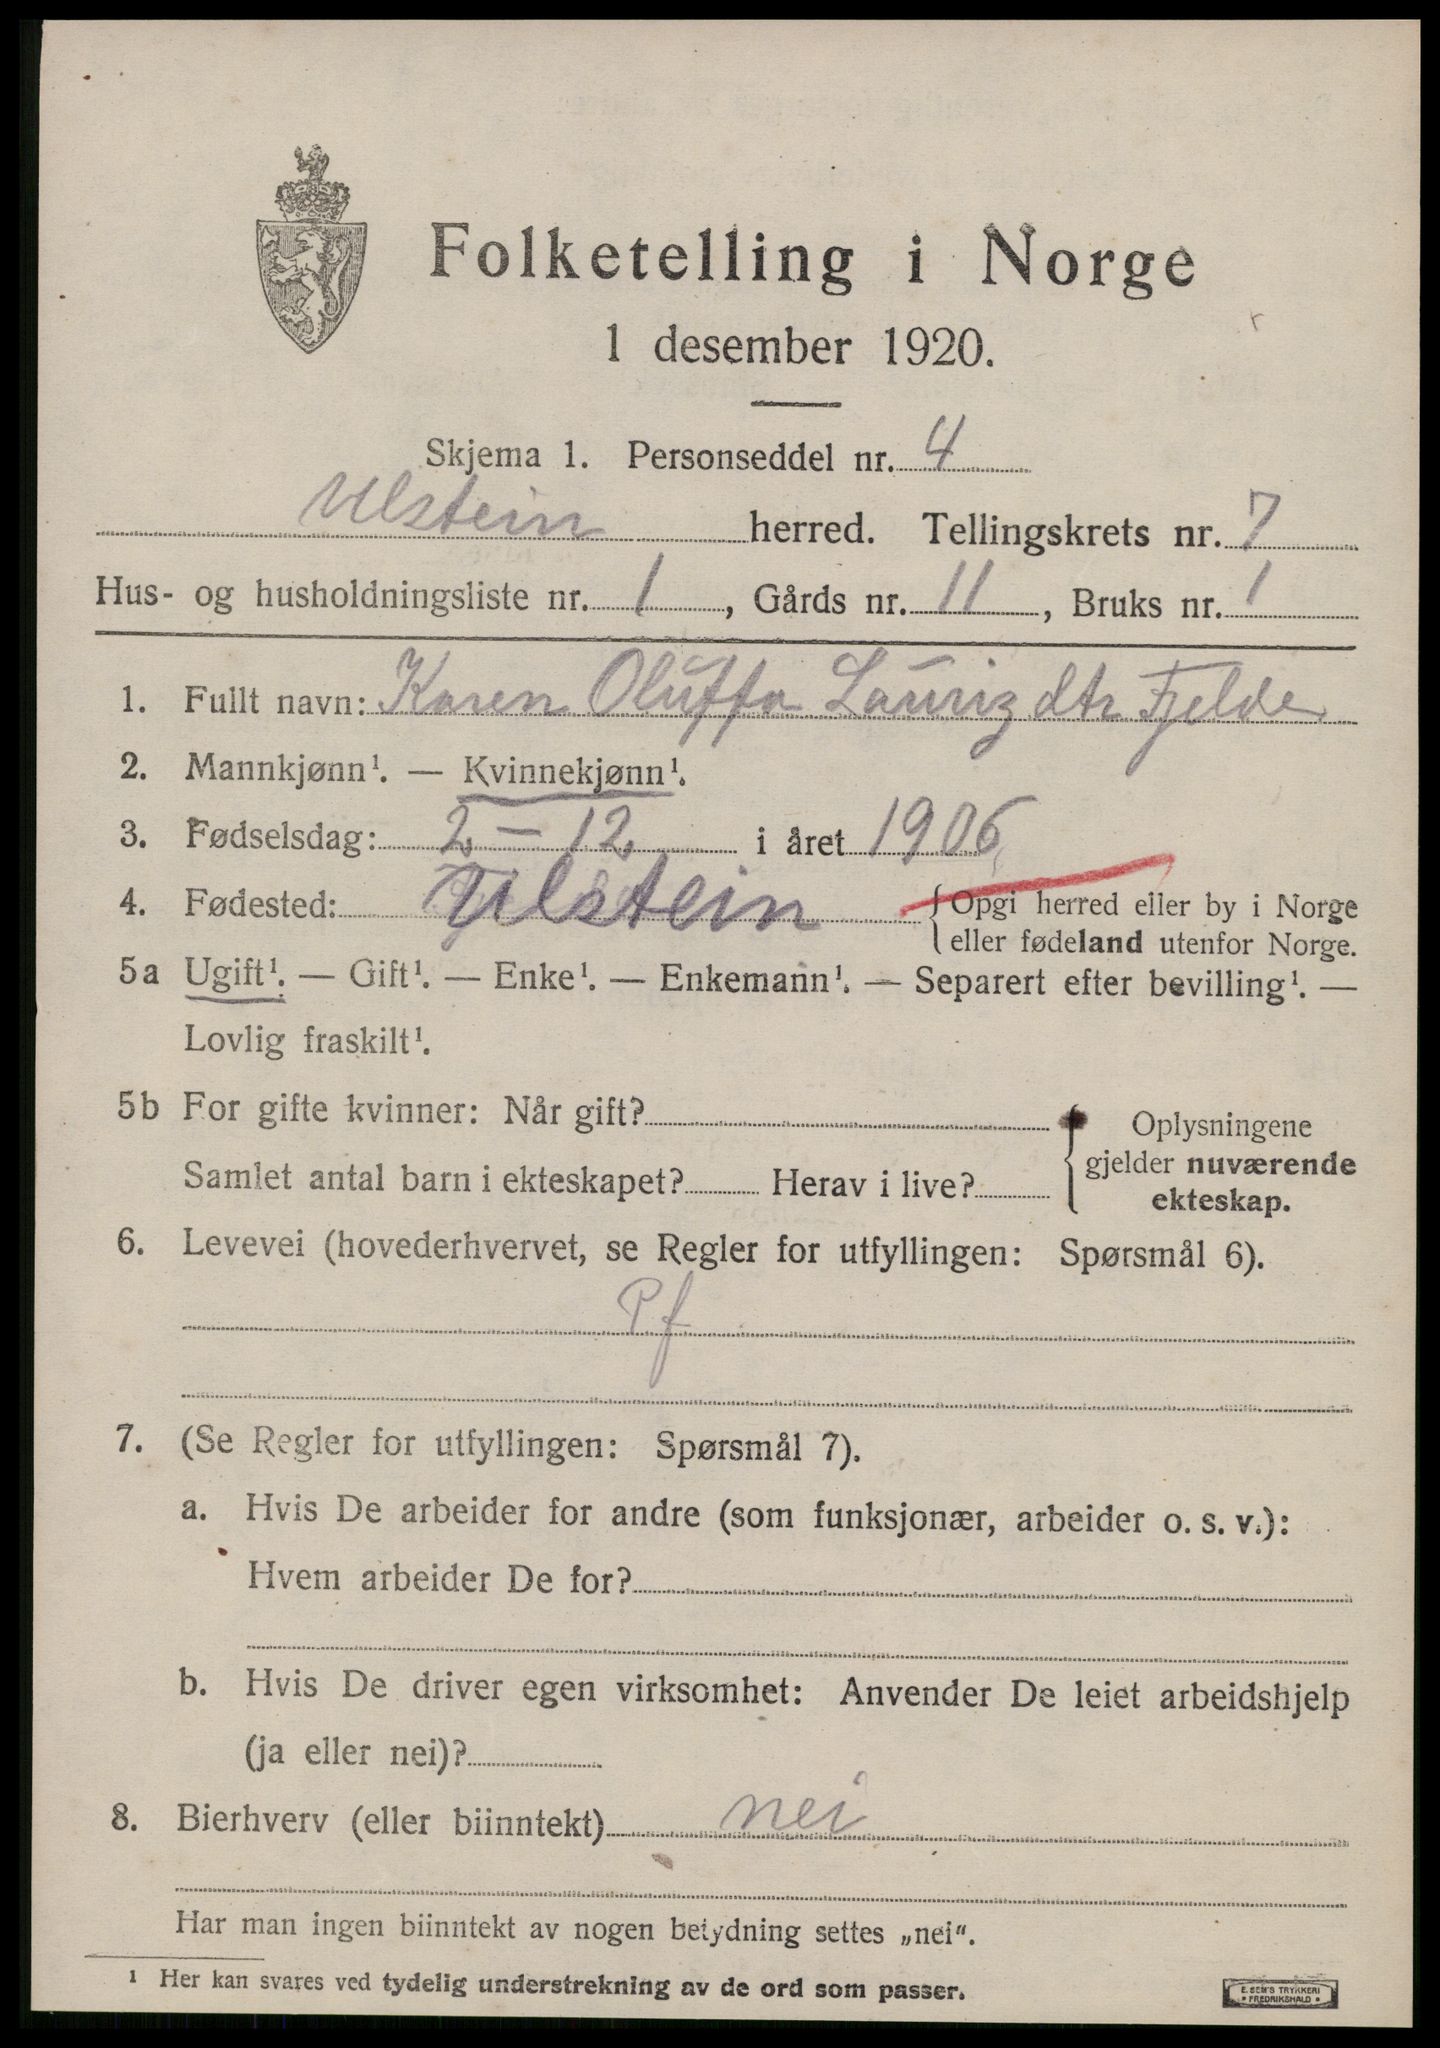 Folketelling i Norge
1 desember 1920.
Skjema 1. Personseddel nr. 4
Ulstein herred. Tellingskrets nr. 7
Hus- og husholdningsliste nr. 1, Gårds nr. 11, Bruks nr. 1
1. Fullt navn: Karen Oluffa Lauriz dtr Fjelde
2. Mannkjønn¹. — Kvinnekjønn¹.
3. Fødselsdag: 2 – 12 i året 1906
4. Fødested: Ulstein {Opgi herred eller by i Norge
eller fødeland utenfor Norge.
5a Ugift¹. — Gift¹. — Enke¹. — Enkemann¹. — Separert efter bevilling¹. —
Lovlig fraskilt¹.
5b For gifte kvinner: Når gift? { Oplysningene
gjelder nuværende
Samlet antal barn i ekteskapet? Herav i live?
ekteskap.
6. Levevei (hovederhvervet, se Regler for utfyllingen: Spørsmål 6).
Pf
7. (Se Regler for utfyllingen: Spørsmål 7).
a. Hvis De arbeider for andre (som funksjonær, arbeider o. s. v.):
Hvem arbeider De for?
b. Hvis De driver egen virksomhet: Anvender De leiet arbeidshjelp
(ja eller nei)?
8. Bierhverv (eller biinntekt) nei
Har man ingen biinntekt av nogen betydning settes „nei“.
¹ Her kan svares ved tydelig understrekning av de ord som passer.
E. SEM'S TRYKKERI
• FREDRIKSHALD •